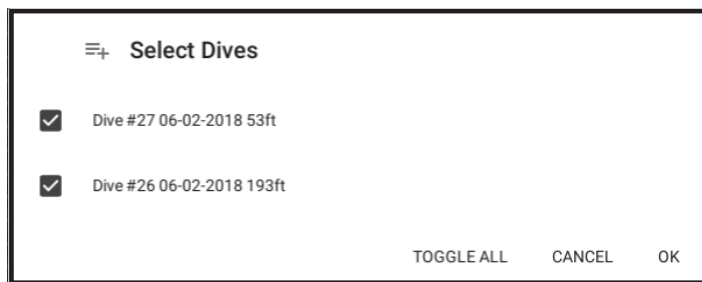 Select Dives
Dive #27 06-02-2018 53ft
Dive #26 06-02-2018 193ft
TOGGLE ALL CANCEL OK